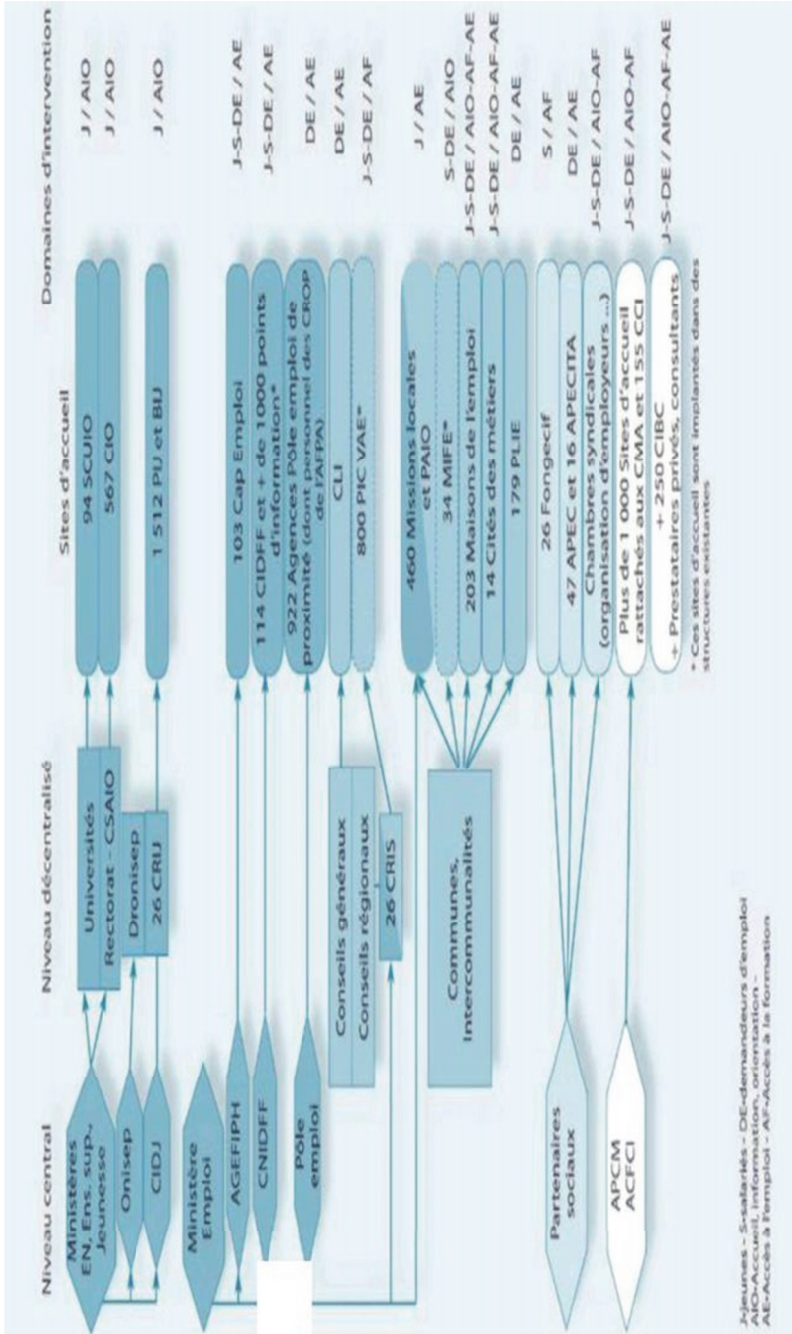 Niveau central
Niveau décentralisé
Sites d'accueil
Domaines d'intervention
Ministères
EN, Ens. sup.,
Jeunesse
Onisep
CIDJ
Universités
Rectorat - CSAIO
Dronisep
26 CRIJ
94 SCUIO
567 CIO
1 512 PIJ et BIJ
J / AIO
J / AIO
J / AIO
Ministère
Emploi
AGEFIPH
CNIDFF
Pôle
emploi
Conseils généraux
Conseils régionaux
26 CRIS
103 Cap Emploi
114 CIDFF et + de 1000 points
d'information*
922 Agences Pôle emploi de
proximité (dont personnel des CROP
de l'AFPA)
CLI
800 PIC VAE*
J-S-DE / AE
J-S-DE / AIO
DE / AE
DE / AE
J-S-DE / AF
Communes,
Intercommunalités
460 Missions locales
et PAIO
34 MIFE*
203 Maisons de l'emploi
14 Cités des métiers
179 PLIE
J / AE
S-DE / AIO
J-S-DE / AIO-AF-AE
J-S-DE / AIO-AF-AE
DE / AE
Partenaires
sociaux
26 Fongecif
47 APEC et 16 APECITA
Chambres syndicales
(organisation d'employeurs ...)
S / AF
DE / AE
J-S-DE / AIO-AF
APCM
ACFCI
Plus de 1 000 Sites d'accueil
rattachés aux CMA et 155 CCI
J-S-DE / AIO-AF
+ 250 CIBC
+ Prestataires privés, consultants
J-S-DE / AIO-AF-AE
* Ces sites d'accueil sont implantés dans des
structures existantes
J-jeunes - S-salariés - DE-demandeurs d'emploi
AIO-Accueil, information, orientation -
AE-Accès à l'emploi - AF-Accès à la formation